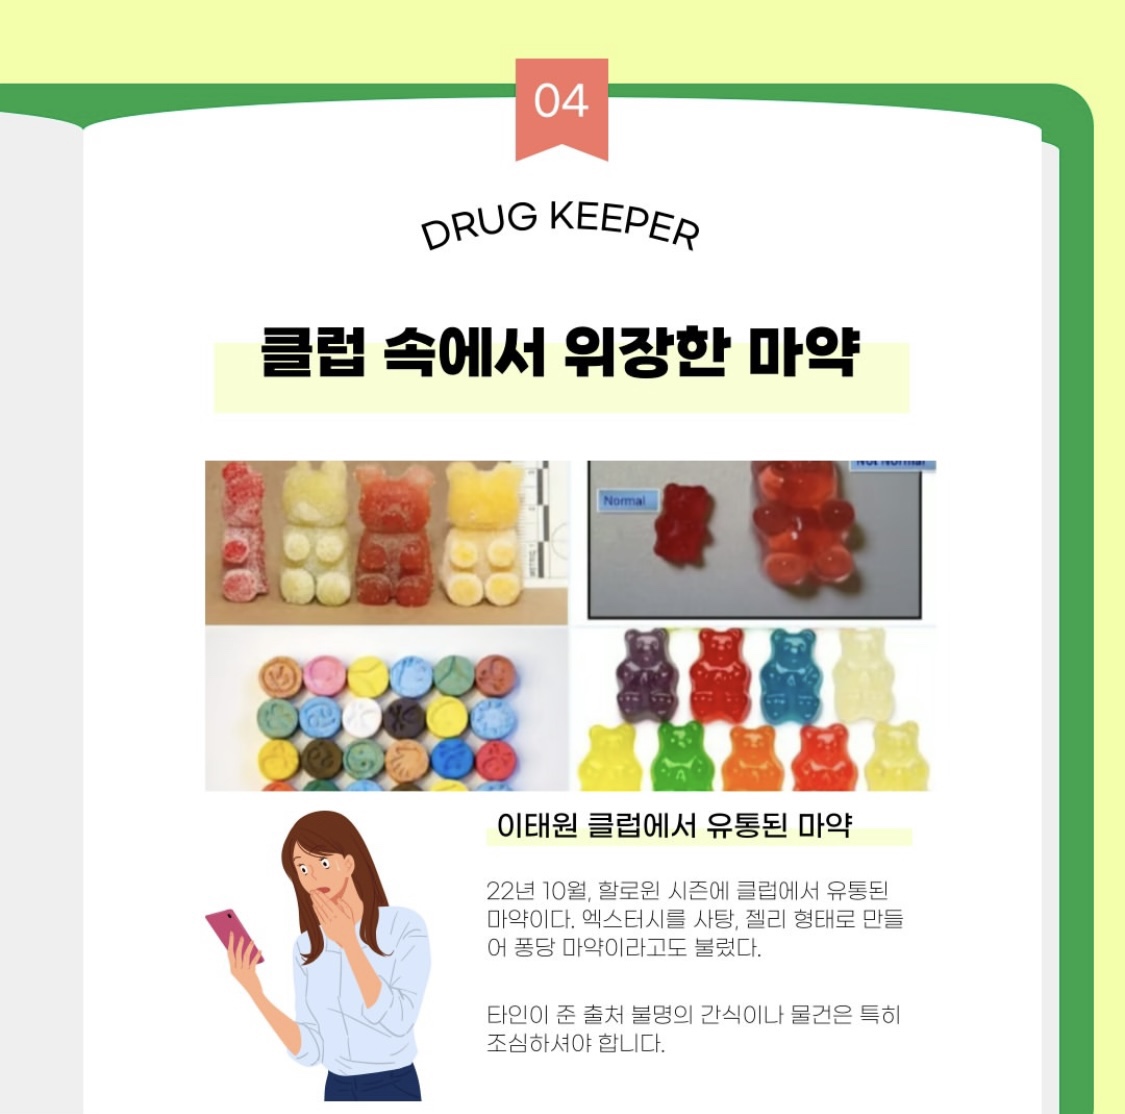 04
DRUG KEEPER
클럽 속에서 위장한 마약
Not Normal
Normal
이태원 클럽에서 유통된 마약
22년 10월, 할로윈 시즌에 클럽에서 유통된
마약이다. 엑스터시를 사탕, 젤리 형태로 만들
어 퐁당 마약이라고도 불렀다.
타인이 준 출처 불명의 간식이나 물건은 특히
조심하셔야 합니다.